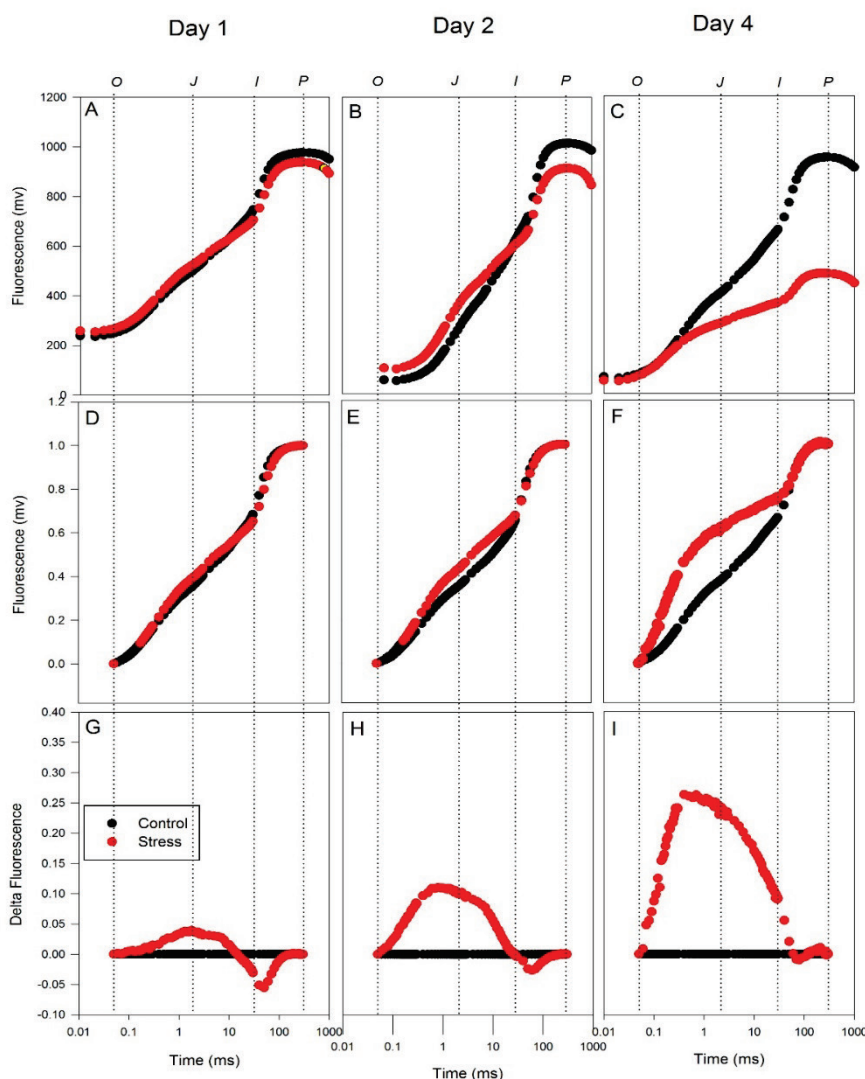 Day 1 Day 2 Day 4
O J I P O J I P O J I P
A B C
1200
1000
800
600
400
200
0
Fluorescence (mv)
D E F
1.2
1.0
0.8
0.6
0.4
0.2
0.0
Fluorescence (mv)
G H I
0.40
0.35
0.30
0.25
0.20
0.15
0.10
0.05
0.00
-0.05
-0.10
Delta Fluorescence
Control
Stress
0.01 0.1 1 10 100 1000 0.01 0.1 1 10 100 1000 0.01 0.1 1 10 100 1000
Time (ms) Time (ms) Time (ms)